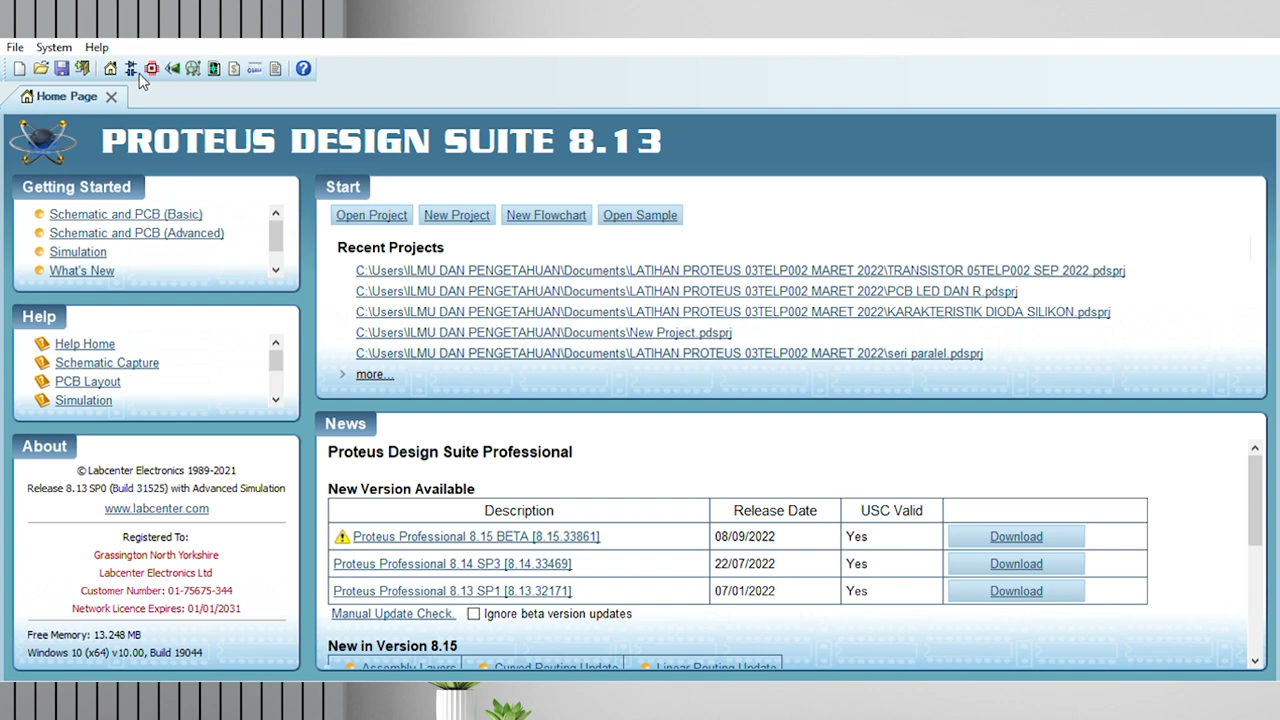 File System Help
Home Page
PROTEUS DESIGN SUITE 8.13
Getting Started
Schematic and PCB (Basic)
Schematic and PCB (Advanced)
Simulation
What's New
Help
Help Home
Schematic Capture
PCB Layout
Simulation
About
© Labcenter Electronics 1989-2021
Release 8.13 SP0 (Build 31525) with Advanced Simulation
www.labcenter.com
Registered To:
Grassington North Yorkshire
Labcenter Electronics Ltd
Customer Number: 01-75675-344
Network Licence Expires: 01/01/2031
Free Memory: 13.248 MB
Windows 10 (x64) v10.00, Build 19044
Start
Open Project New Project New Flowchart Open Sample
Recent Projects
C:\Users\ILMU DAN PENGETAHUAN\Documents\LATIHAN PROTEUS 03TELP002 MARET 2022\TRANSISTOR 05TELP002 SEP 2022.pdsprj
C:\Users\ILMU DAN PENGETAHUAN\Documents\LATIHAN PROTEUS 03TELP002 MARET 2022\PCB LED DAN R.pdsprj
C:\Users\ILMU DAN PENGETAHUAN\Documents\LATIHAN PROTEUS 03TELP002 MARET 2022\KARAKTERISTIK DIODA SILIKON.pdsprj
C:\Users\ILMU DAN PENGETAHUAN\Documents\New Project.pdsprj
C:\Users\ILMU DAN PENGETAHUAN\Documents\LATIHAN PROTEUS 03TELP002 MARET 2022\seri paralel.pdsprj
more...
News
Proteus Design Suite Professional
New Version Available
Description Release Date USC Valid
Proteus Professional 8.15 BETA [8.15.33861] 08/09/2022 Yes Download
Proteus Professional 8.14 SP3 [8.14.33469] 22/07/2022 Yes Download
Proteus Professional 8.13 SP1 [8.13.32171] 07/01/2022 Yes Download
Manual Update Check. Ignore beta version updates
New in Version 8.15
Assembly Layers Curved Routing Update Linear Routing Update